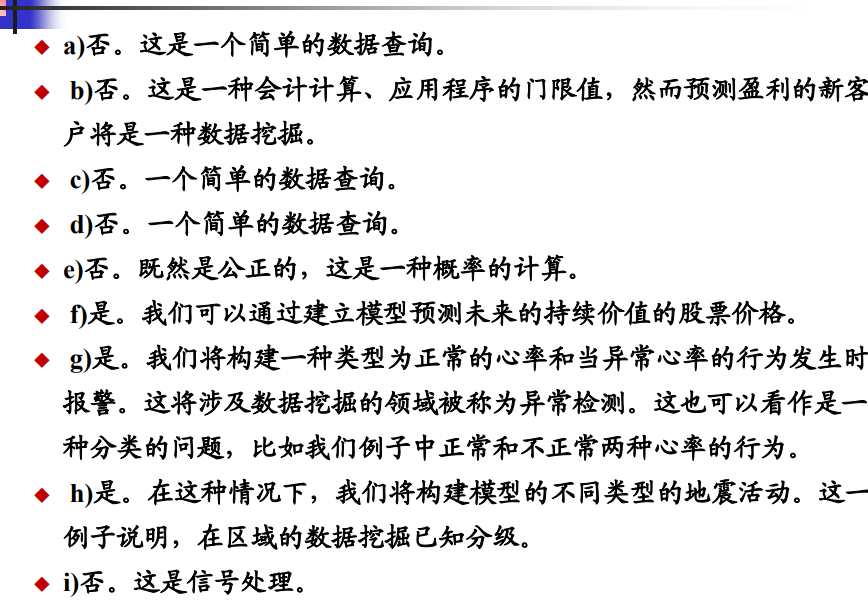 a)否。这是一个简单的数据查询。
b)否。这是一种会计计算、应用程序的门限值，然而预测盈利的新客
户将是一种数据挖掘。
c)否。一个简单的数据查询。
d)否。一个简单的数据查询。
e)否。既然是公正的，这是一种概率的计算。
f)是。我们可以通过建立模型预测未来的持续价值的股票价格。
g)是。我们将构建一种类型为正常的心率和当异常心率的行为发生时
报警。这将涉及数据挖掘的领域被称为异常检测。这也可以看作是一
种分类的问题，比如我们例子中正常和不正常两种心率的行为。
h)是。在这种情况下，我们将构建模型的不同类型的地震活动。这一
例子说明，在区域的数据挖掘已知分级。
i)否。这是信号处理。